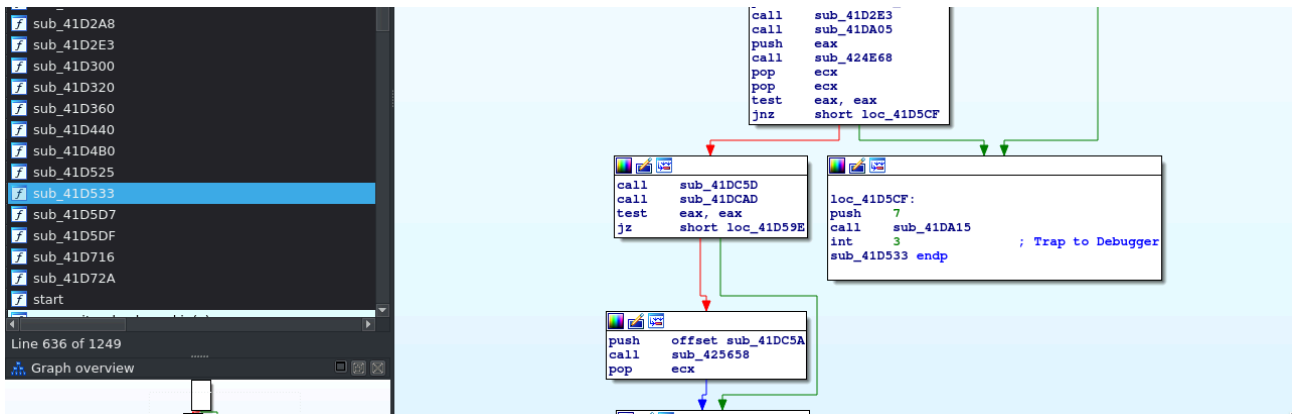 f sub_41D2A8
f sub_41D2E3
f sub_41D300
f sub_41D320
f sub_41D360
f sub_41D440
f sub_41D4B0
f sub_41D525
f sub_41D533
f sub_41D5D7
f sub_41D5DF
f sub_41D716
f sub_41D72A
f start
Line 636 of 1249
Graph overview
call sub_41D2E3
call sub_41DA05
push eax
call sub_424E68
pop ecx
pop ecx
test eax, eax
jnz short loc_41D5CF
call sub_41DC5D
call sub_41DCAD
test eax, eax
jz short loc_41D59E
loc_41D5CF:
push 7
call sub_41DA15
int 3 ; Trap to Debugger
sub_41D533 endp
push offset sub_41DC5A
call sub_425658
pop ecx